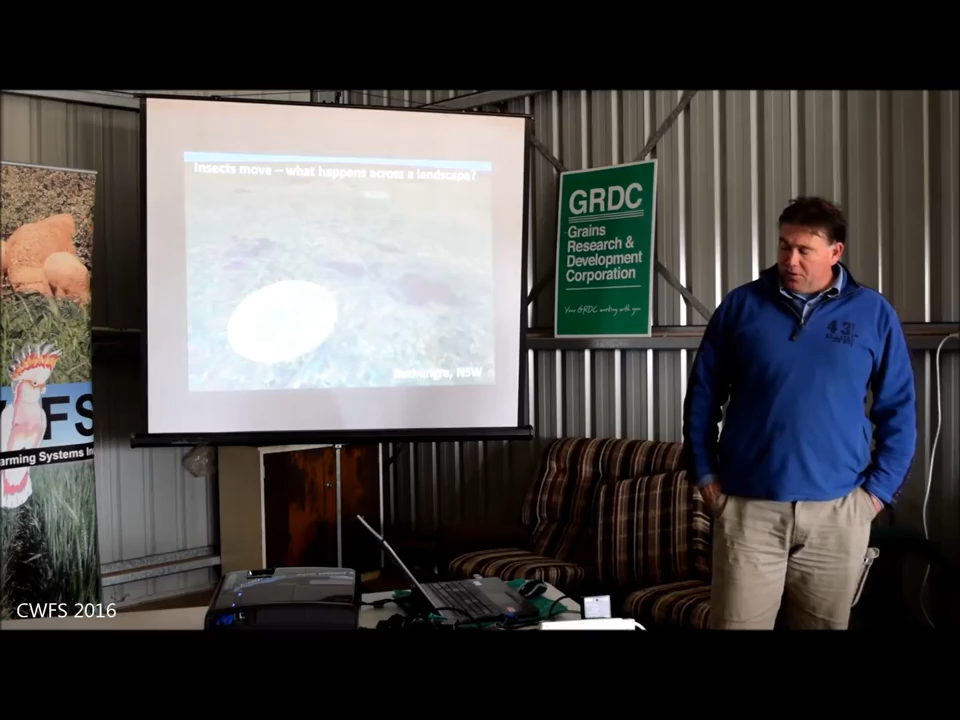 Insects move – what happens across a landscape?
NSW
GRDC
Grains
Research &
Development
Corporation
Your GRDC working with you
FS
arming Systems In
CWFS 2016